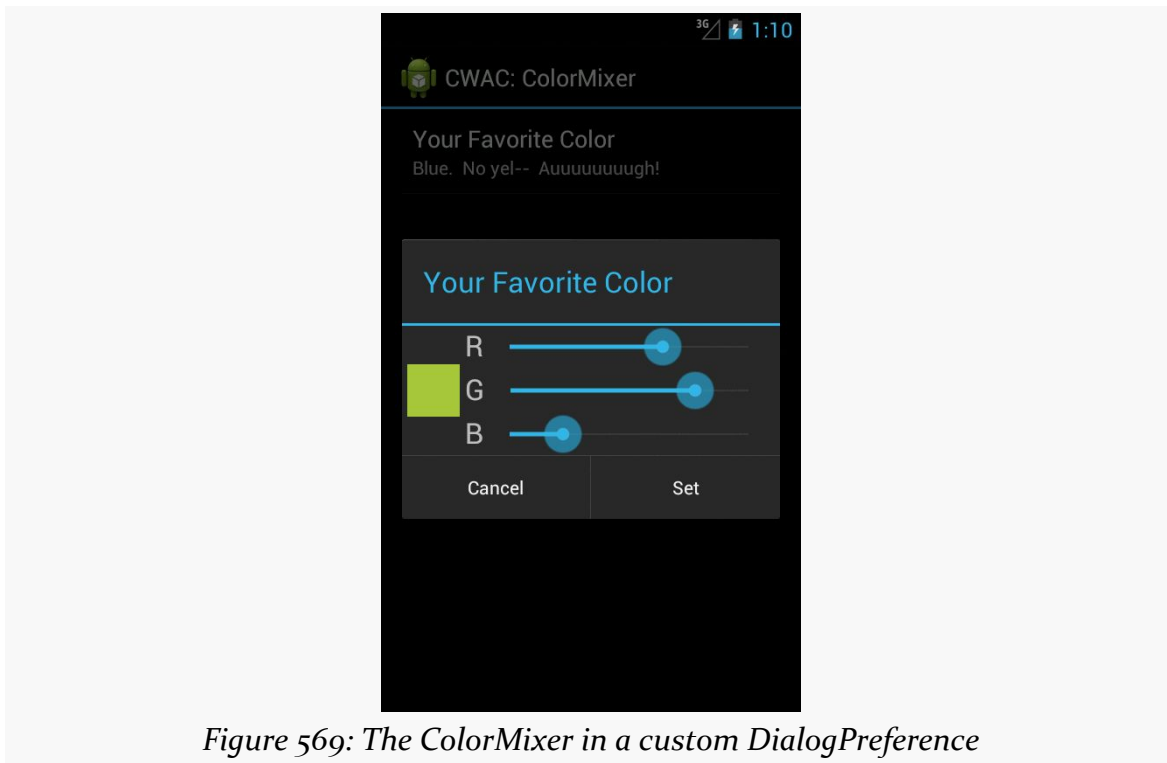 3G 1:10
CWAC: ColorMixer
Your Favorite Color
Blue. No yel-- Auuuuuuuugh!
Your Favorite Color
R
G
B
Cancel Set
Figure 569: The ColorMixer in a custom DialogPreference